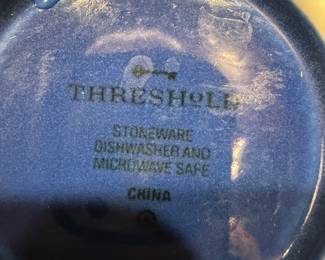 THRESHOLD
STONEWARE
DISHWASHER AND
MICROWAVE SAFE
CHINA